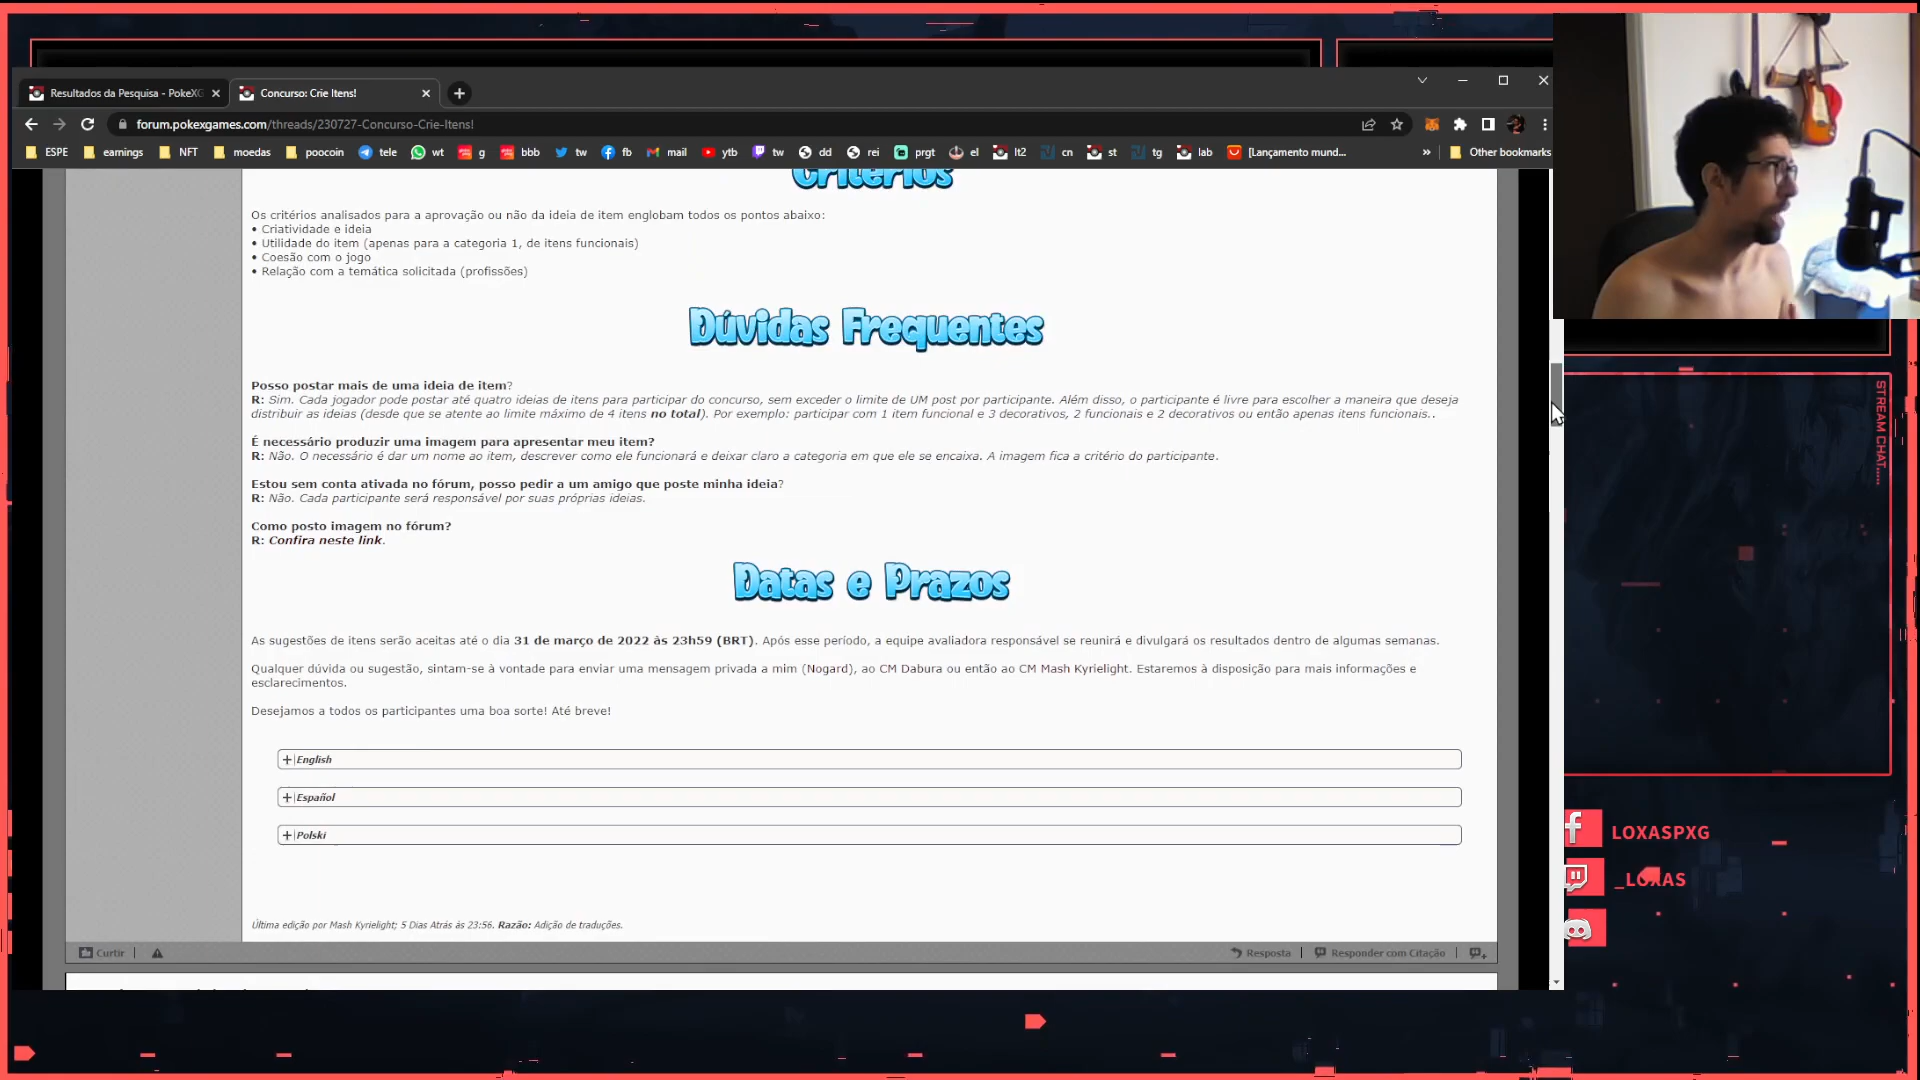 Resultados da Pesquisa - PokeXG
Concurso: Crie Itens!
forum.pokexgames.com/threads/230727-Concurso-Crie-Itens!
ESPE earnings NFT moedas poocoin tele wt g bbb tw fb mail ytb tw dd rei prgt el lt2 cn st tg lab [Lançamento mund... » Other bookmarks
Critérios
Os critérios analisados para a aprovação ou não da ideia de item englobam todos os pontos abaixo:
• Criatividade e ideia
• Utilidade do item (apenas para a categoria 1, de itens funcionais)
• Coesão com o jogo
• Relação com a temática solicitada (profissões)
Dúvidas Frequentes
Posso postar mais de uma ideia de item?
R: Sim. Cada jogador pode postar até quatro ideias de itens para participar do concurso, sem exceder o limite de UM post por participante. Além disso, o participante é livre para escolher a maneira que deseja
distribuir as ideias (desde que se atente ao limite máximo de 4 itens no total). Por exemplo: participar com 1 item funcional e 3 decorativos, 2 funcionais e 2 decorativos ou então apenas itens funcionais..
É necessário produzir uma imagem para apresentar meu item?
R: Não. O necessário é dar um nome ao item, descrever como ele funcionará e deixar claro a categoria em que ele se encaixa. A imagem fica a critério do participante.
Estou sem conta ativada no fórum, posso pedir a um amigo que poste minha ideia?
R: Não. Cada participante será responsável por suas próprias ideias.
Como posto imagem no fórum?
R: Confira neste link.
Datas e Prazos
As sugestões de itens serão aceitas até o dia 31 de março de 2022 às 23h59 (BRT). Após esse período, a equipe avaliadora responsável se reunirá e divulgará os resultados dentro de algumas semanas.
Qualquer dúvida ou sugestão, sintam-se à vontade para enviar uma mensagem privada a mim (Nogard), ao CM Dabura ou então ao CM Mash Kyrielight. Estaremos à disposição para mais informações e
esclarecimentos.
Desejamos a todos os participantes uma boa sorte! Até breve!
English
Español
Polski
Última edição por Mash Kyrielight; 5 Dias Atrás às 23:56. Razão: Adição de traduções.
Curtir
Resposta
Responder com Citação
STREAM CHAT.....
LOXASPXG
_LOXAS